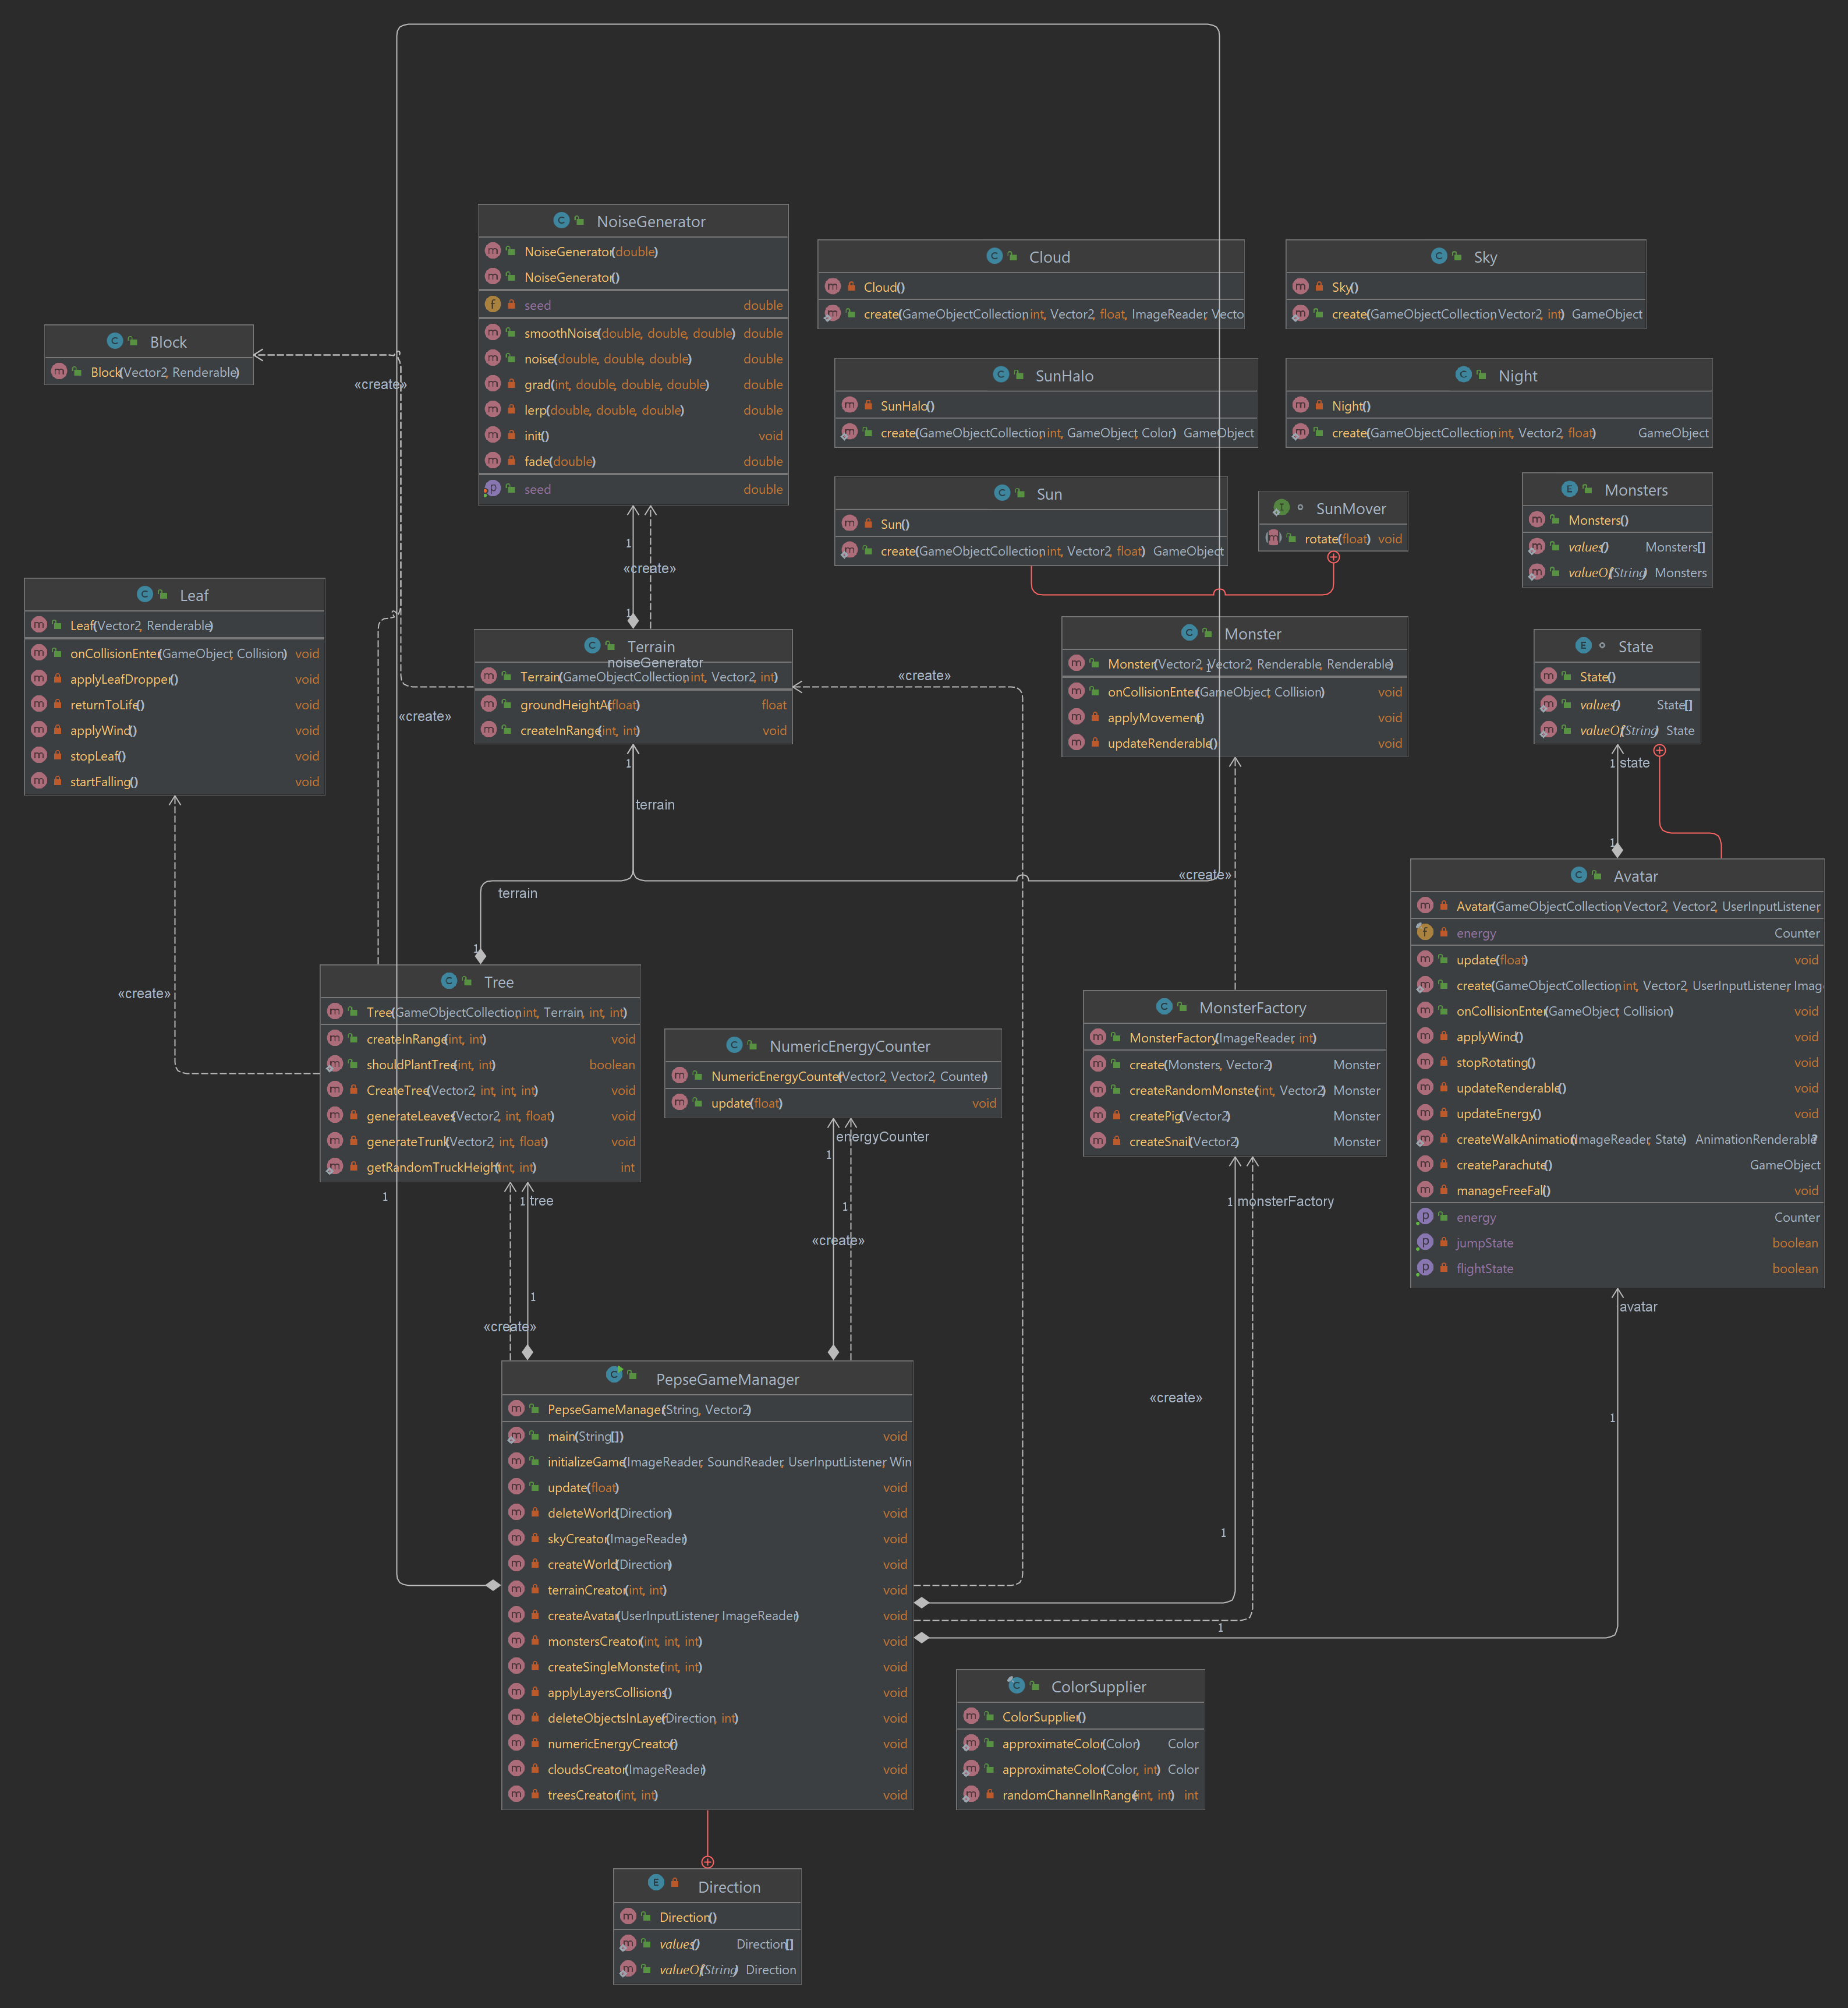 NoiseGenerator
NoiseGenerator(double)
NoiseGenerator()
seed double
smoothNoise(double, double, double) double
noise(double, double, double) double
grad(int, double, double, double) double
lerp(double, double, double) double
init() void
fade(double) double
seed double
Cloud
Cloud()
create(GameObjectCollection, int, Vector2, float, ImageReader, Vecto
Sky
Sky()
create(GameObjectCollection, Vector2, int) GameObject
Block
Block(Vector2, Renderable)
«create»
SunHalo
SunHalo()
create(GameObjectCollection, int, GameObject, Color) GameObject
Night
Night()
create(GameObjectCollection, int, Vector2, float) GameObject
Sun
Sun()
create(GameObjectCollection, int, Vector2, float) GameObject
SunMover
rotate(float) void
Monsters
Monsters()
values() Monsters[]
valueOf(String) Monsters
1
«create»
1
Leaf
Leaf(Vector2, Renderable)
onCollisionEnter(GameObject, Collision) void
applyLeafDropper() void
returnToLife() void
applyWind() void
stopLeaf() void
startFalling() void
Terrain
noiseGenerator
Terrain(GameObjectCollection, int, Vector2, int)
groundHeightAt(float) float
createInRange(int, int) void
«create»
«create»
Monster
1
Monster(Vector2, Vector2, Renderable, Renderable)
onCollisionEnter(GameObject, Collision) void
applyMovement() void
updateRenderable() void
State
State()
values() State[]
valueOf(String) State
1 state
1
1
terrain
terrain
1
«create»
«create»
Avatar
Avatar(GameObjectCollection, Vector2, Vector2, UserInputListener,
energy Counter
update(float) void
create(GameObjectCollection, int, Vector2, UserInputListener, Imag
onCollisionEnter(GameObject, Collision) void
applyWind() void
stopRotating() void
updateRenderable() void
updateEnergy() void
createWalkAnimation(ImageReader, State) AnimationRenderable?
createParachute() GameObject
manageFreeFall() void
energy Counter
jumpState boolean
flightState boolean
Tree
Tree(GameObjectCollection, int, Terrain, int, int)
createInRange(int, int) void
shouldPlantTree(int, int) boolean
CreateTree(Vector2, int, int, int) void
generateLeaves(Vector2, int, float) void
generateTrunk(Vector2, int, float) void
getRandomTruckHeight(int, int) int
NumericEnergyCounter
NumericEnergyCounter(Vector2, Vector2, Counter)
update(float) void
MonsterFactory
MonsterFactory(ImageReader, int)
create(Monsters, Vector2) Monster
createRandomMonster(int, Vector2) Monster
createPig(Vector2) Monster
createSnail(Vector2) Monster
energyCounter
1
1
1 tree
1
«create»
1
«create»
1 monsterFactory
avatar
«create»
1
1
1
PepseGameManager
PepseGameManager(String, Vector2)
main(String[]) void
initializeGame(ImageReader, SoundReader, UserInputListener, Win
update(float) void
deleteWorld(Direction) void
skyCreator(ImageReader) void
createWorld(Direction) void
terrainCreator(int, int) void
createAvatar(UserInputListener, ImageReader) void
monstersCreator(int, int, int) void
createSingleMonster(int, int) void
applyLayersCollisions() void
deleteObjectsInLayer(Direction, int) void
numericEnergyCreator() void
cloudsCreator(ImageReader) void
treesCreator(int, int) void
ColorSupplier
ColorSupplier()
approximateColor(Color) Color
approximateColor(Color, int) Color
randomChannelInRange(int, int) int
Direction
Direction()
values() Direction[]
valueOf(String) Direction